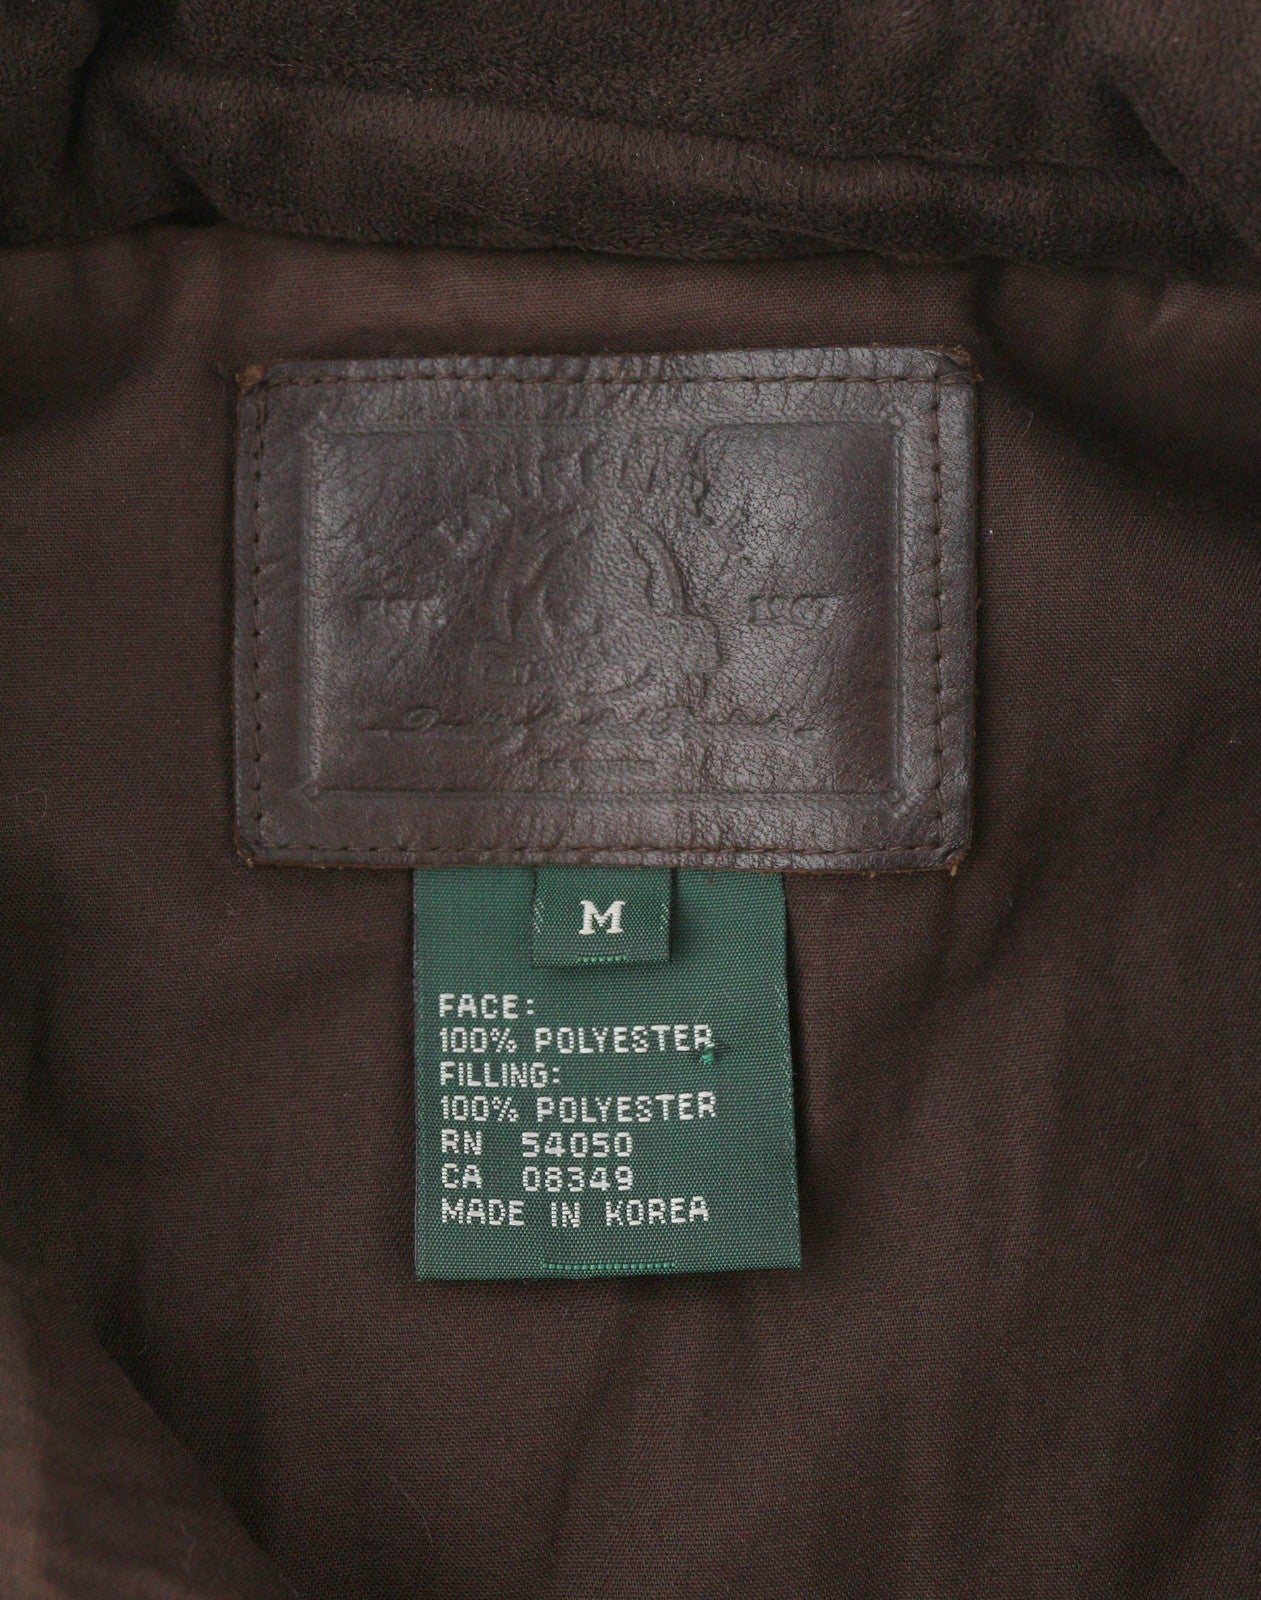 M
FACE:
100% POLYESTER
FILLING:
100% POLYESTER
RN 54050
CA 08349
MADE IN KOREA